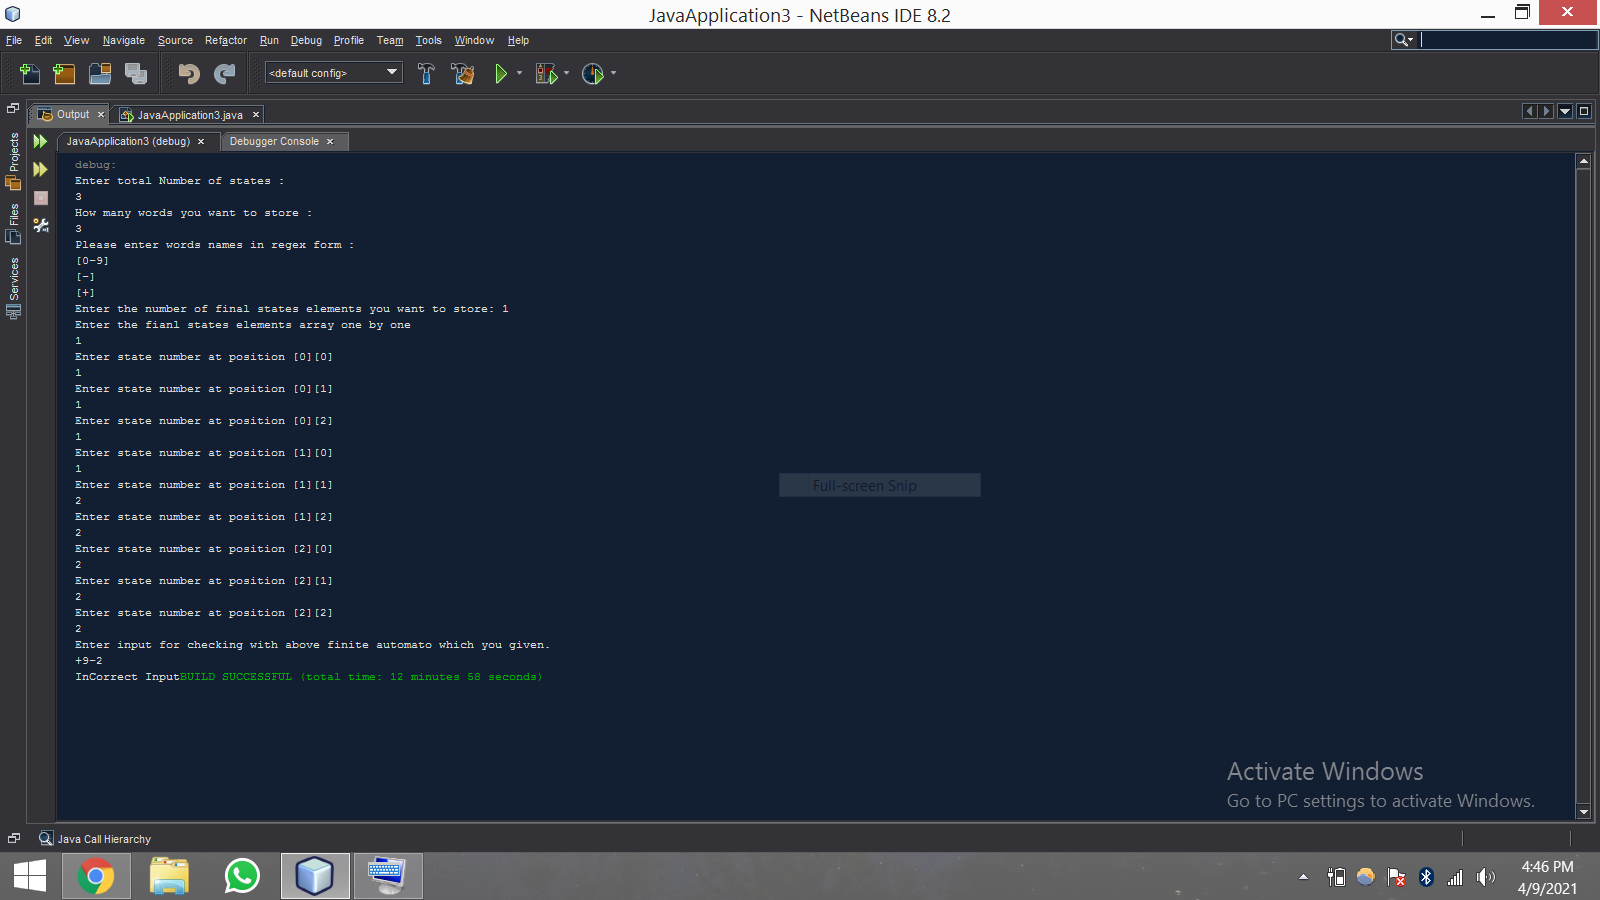 JavaApplication3 - NetBeans IDE 8.2
File Edit View Navigate Source Refactor Run Debug Profile Team Tools Window Help
<default config>
Output JavaApplication3.java
JavaApplication3 (debug) Debugger Console
Projects
Files
Services
debug:
Enter total Number of states :
3
How many words you want to store :
3
Please enter words names in regex form :
[0-9]
[-]
[+]
Enter the number of final states elements you want to store: 1
Enter the fianl states elements array one by one
1
Enter state number at position [0][0]
1
Enter state number at position [0][1]
1
Enter state number at position [0][2]
1
Enter state number at position [1][0]
1
Enter state number at position [1][1]
2
Enter state number at position [1][2]
2
Enter state number at position [2][0]
2
Enter state number at position [2][1]
2
Enter state number at position [2][2]
2
Enter input for checking with above finite automato which you given.
+9-2
InCorrect InputBUILD SUCCESSFUL (total time: 12 minutes 58 seconds)
Full-screen Snip
Activate Windows
Go to PC settings to activate Windows.
Java Call Hierarchy
4:46 PM
4/9/2021